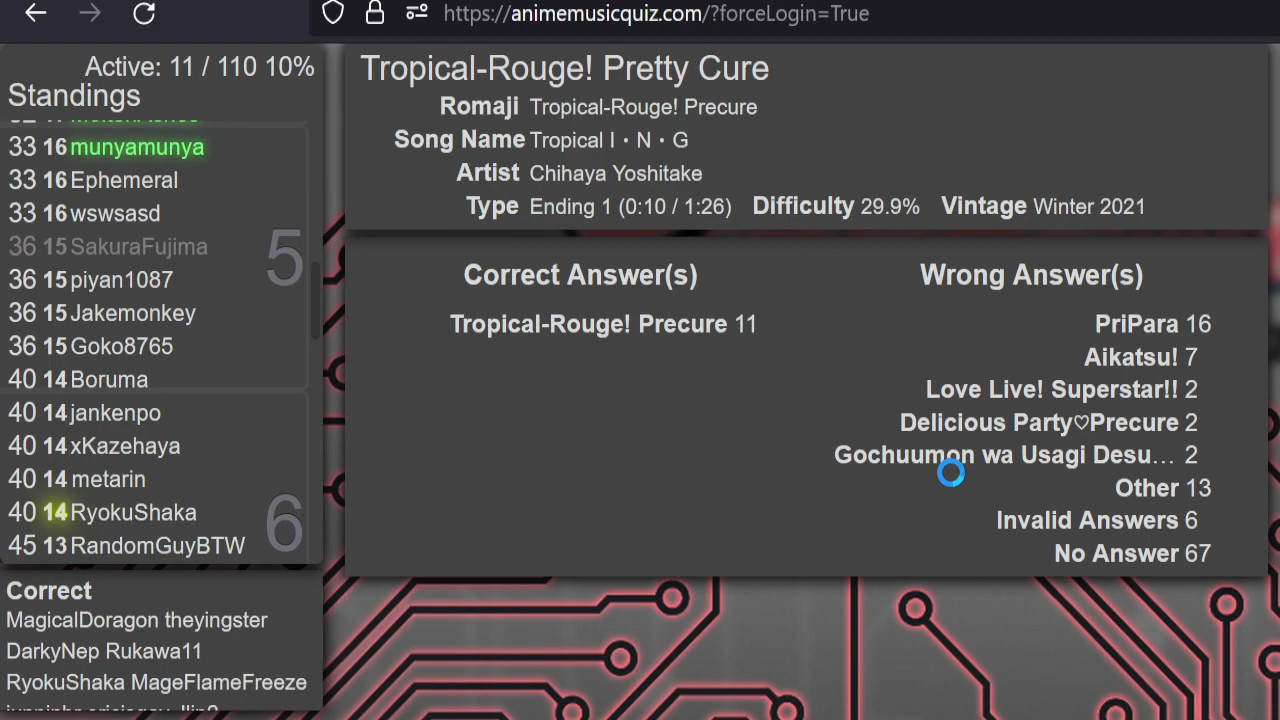 https://animemusicquiz.com/?forceLogin=True
Active: 11 / 110 10%
Standings
33 16 munyamunya
33 16 Ephemeral
33 16 wswsasd
36 15 SakuraFujima
36 15 piyan1087
5
36 15 Jakemonkey
36 15 Goko8765
40 14 Boruma
40 14 jankenpo
40 14 xKazehaya
40 14 metarin
40 14 RyokuShaka
6
45 13 RandomGuyBTW
Correct
MagicalDoragon theyingster
DarkyNep Rukawa11
RyokuShaka MageFlameFreeze
Tropical-Rouge! Pretty Cure
Romaji Tropical-Rouge! Precure
Song Name Tropical I・N・G
Artist Chihaya Yoshitake
Type Ending 1 (0:10 / 1:26) Difficulty 29.9% Vintage Winter 2021
Correct Answer(s)
Tropical-Rouge! Precure 11
Wrong Answer(s)
PriPara 16
Aikatsu! 7
Love Live! Superstar!! 2
Delicious Party♡Precure 2
Gochuumon wa Usagi Desu... 2
Other 13
Invalid Answers 6
No Answer 67